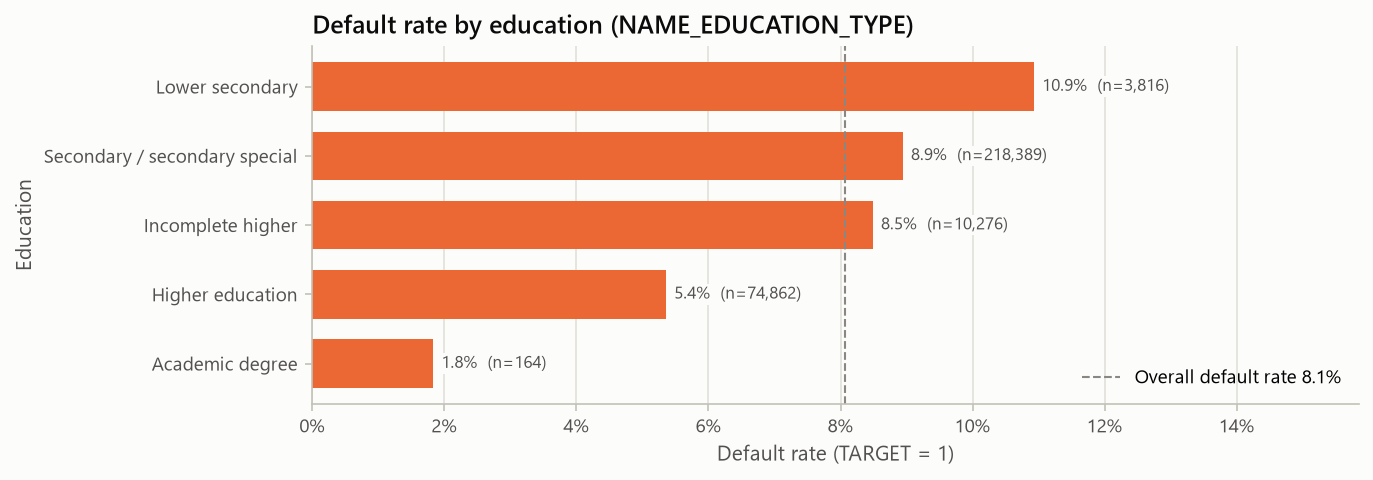 Default rate by education (NAME_EDUCATION_TYPE)
Education
Lower secondary
10.9% (n=3,816)
Secondary / secondary special
8.9% (n=218,389)
Incomplete higher
8.5% (n=10,276)
Higher education
5.4% (n=74,862)
Academic degree
1.8% (n=164)
Overall default rate 8.1%
0% 2% 4% 6% 8% 10% 12% 14%
Default rate (TARGET = 1)